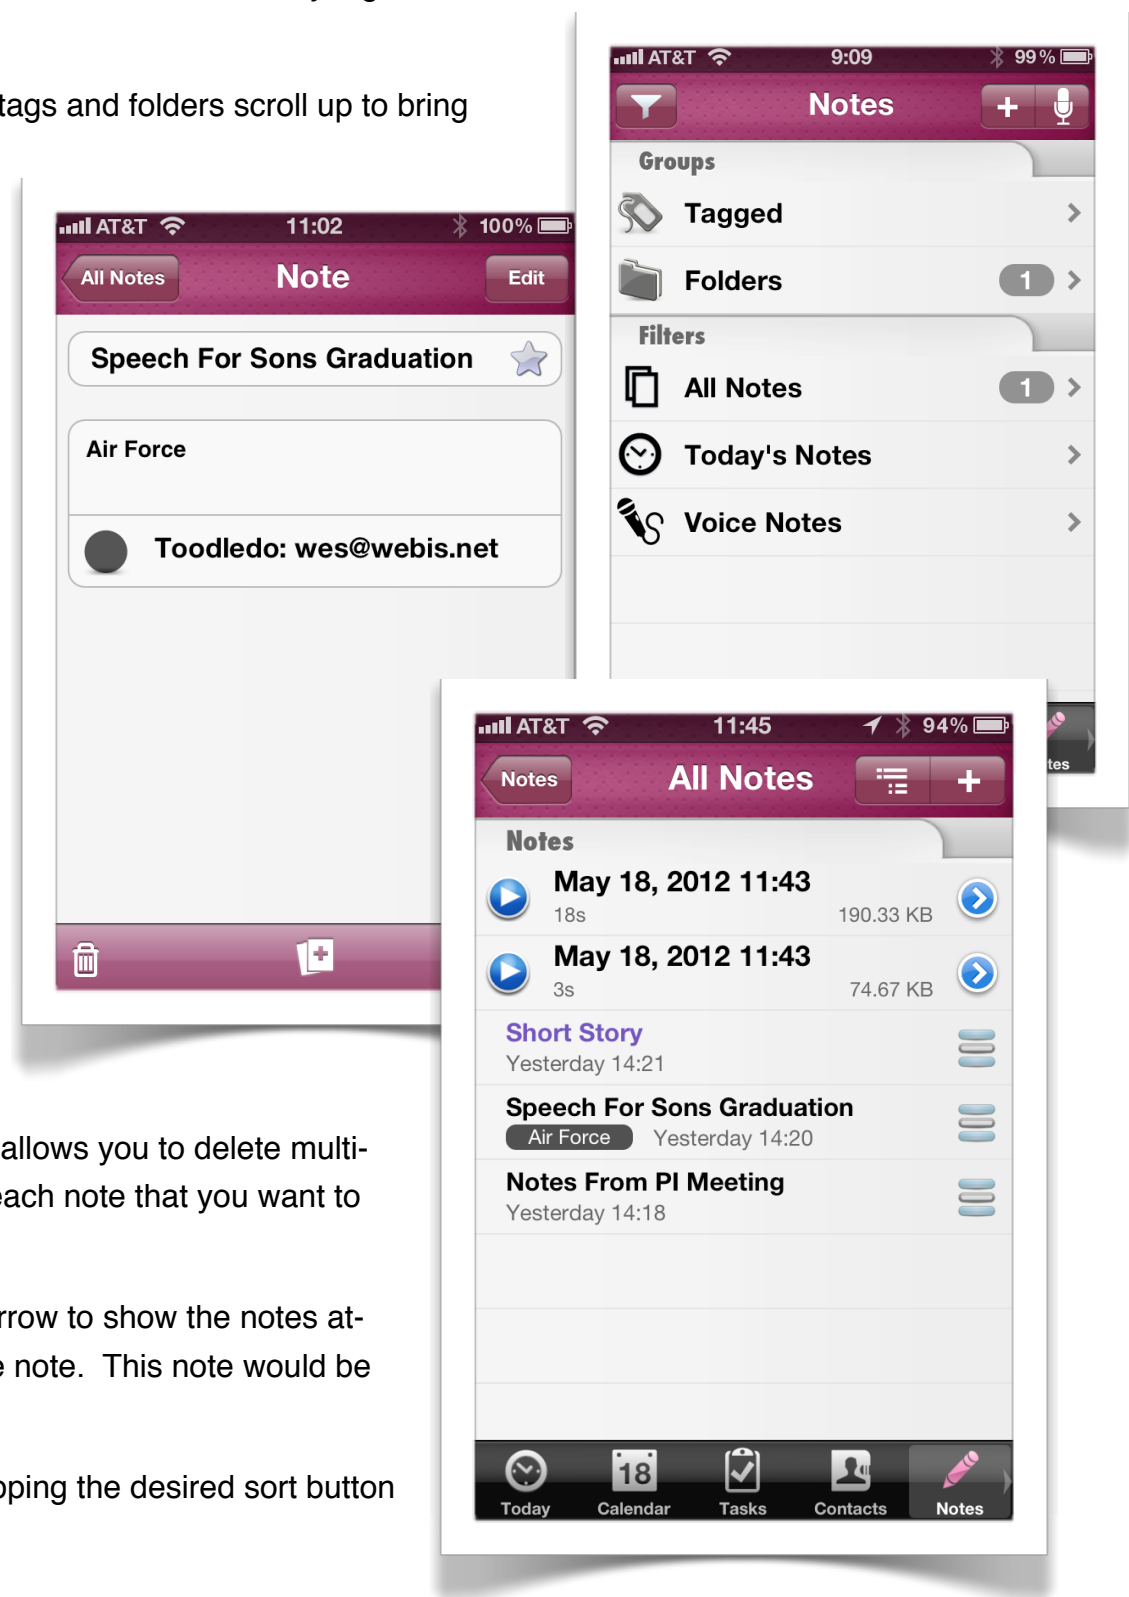 tags and folders scroll up to bring
AT&T 9:09 99%
Notes
Groups
Tagged
Folders 1
Filters
All Notes 1
Today's Notes
Voice Notes
AT&T 11:02 100%
All Notes Note Edit
Speech For Sons Graduation
Air Force
Toodledo: wes@webis.net
AT&T 11:45 94%
Notes All Notes
Notes
May 18, 2012 11:43
18s 190.33 KB
May 18, 2012 11:43
3s 74.67 KB
Short Story
Yesterday 14:21
Speech For Sons Graduation
Air Force Yesterday 14:20
Notes From PI Meeting
Yesterday 14:18
18
Today Calendar Tasks Contacts Notes
allows you to delete multi-
each note that you want to
to show the notes at-
note. This note would be
the desired sort button